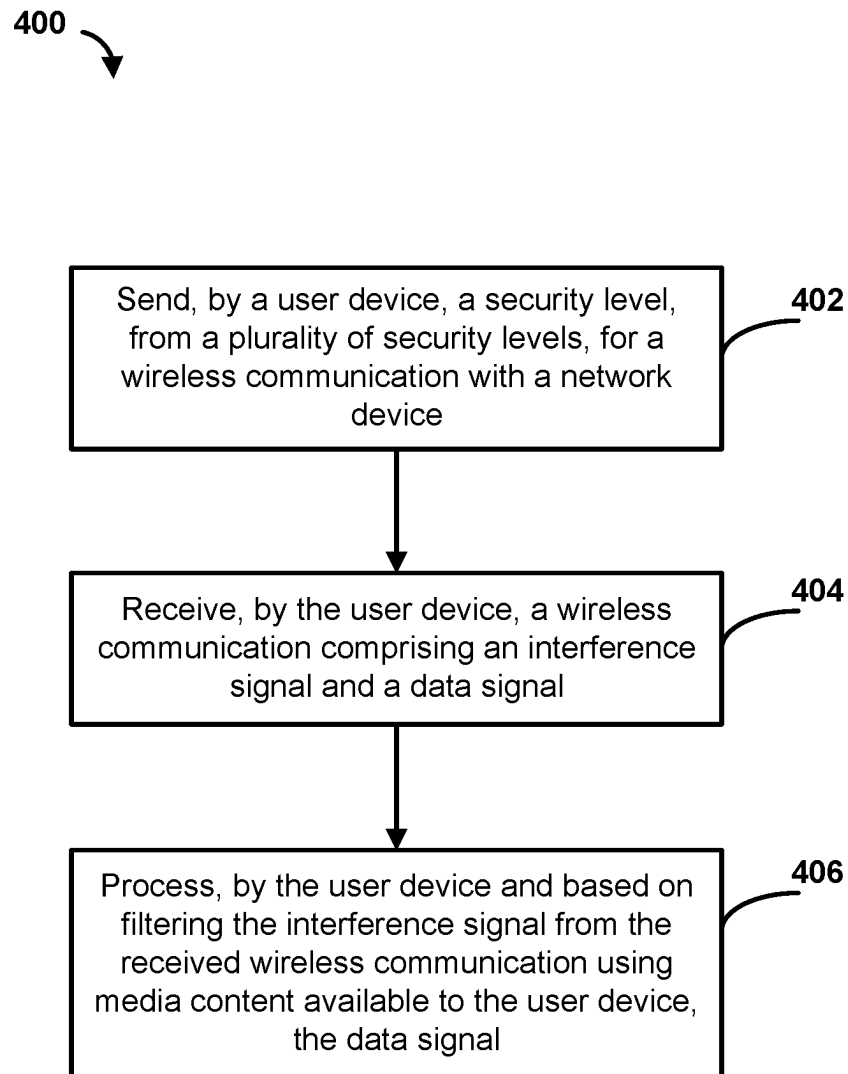 400
Send, by a user device, a security level,
from a plurality of security levels, for a
wireless communication with a network
device
402
Receive, by the user device, a wireless
communication comprising an interference
signal and a data signal
404
Process, by the user device and based on
filtering the interference signal from the
received wireless communication using
media content available to the user device,
the data signal
406